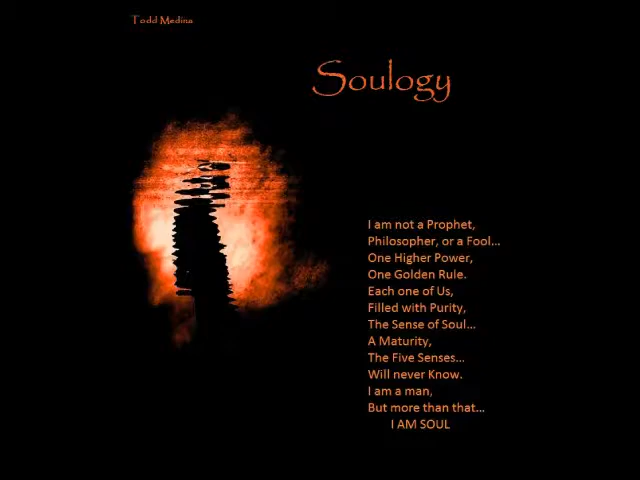 Todd Medina
Soulogy
I am not a Prophet,
Philosopher, or a Fool...
One Higher Power,
One Golden Rule.
Each one of Us,
Filled with Purity,
The Sense of Soul...
A Maturity,
The Five Senses...
Will never Know.
I am a man,
But more than that...
I AM SOUL